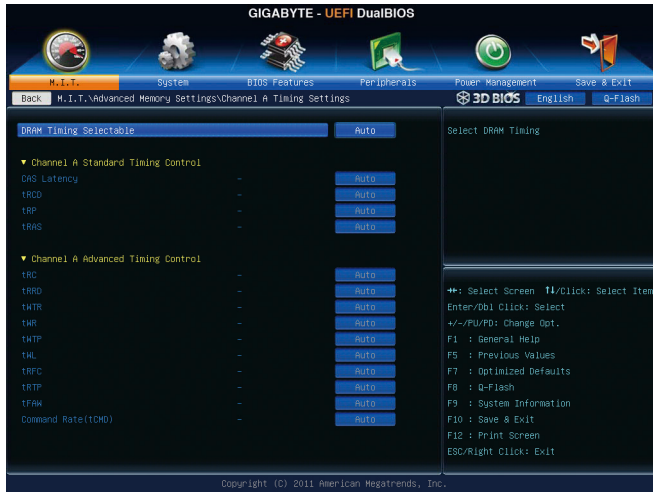 GIGABYTE - UEFI DualBIOS
M.I.T. System BIOS Features Peripherals Power Management Save & Exit
Back M.I.T.\Advanced Memory Settings\Channel A Timing Settings 3D BIOS English Q-Flash
DRAM Timing Selectable Auto
Select DRAM Timing
▼ Channel A Standard Timing Control
CAS Latency - Auto
tRCD - Auto
tRP - Auto
tRAS - Auto
▼ Channel A Advanced Timing Control
tRC - Auto
tRRD - Auto
tWTR - Auto
tWR - Auto
tWTP - Auto
tWL - Auto
tRFC - Auto
tRTP - Auto
tFAW - Auto
Command Rate(tCMD) - Auto
→←: Select Screen ↑↓/Click: Select Item
Enter/Dbl Click: Select
+/-/PU/PD: Change Opt.
F1 : General Help
F5 : Previous Values
F7 : Optimized Defaults
F8 : Q-Flash
F9 : System Information
F10 : Save & Exit
F12 : Print Screen
ESC/Right Click: Exit
Copyright (C) 2011 American Megatrends, Inc.